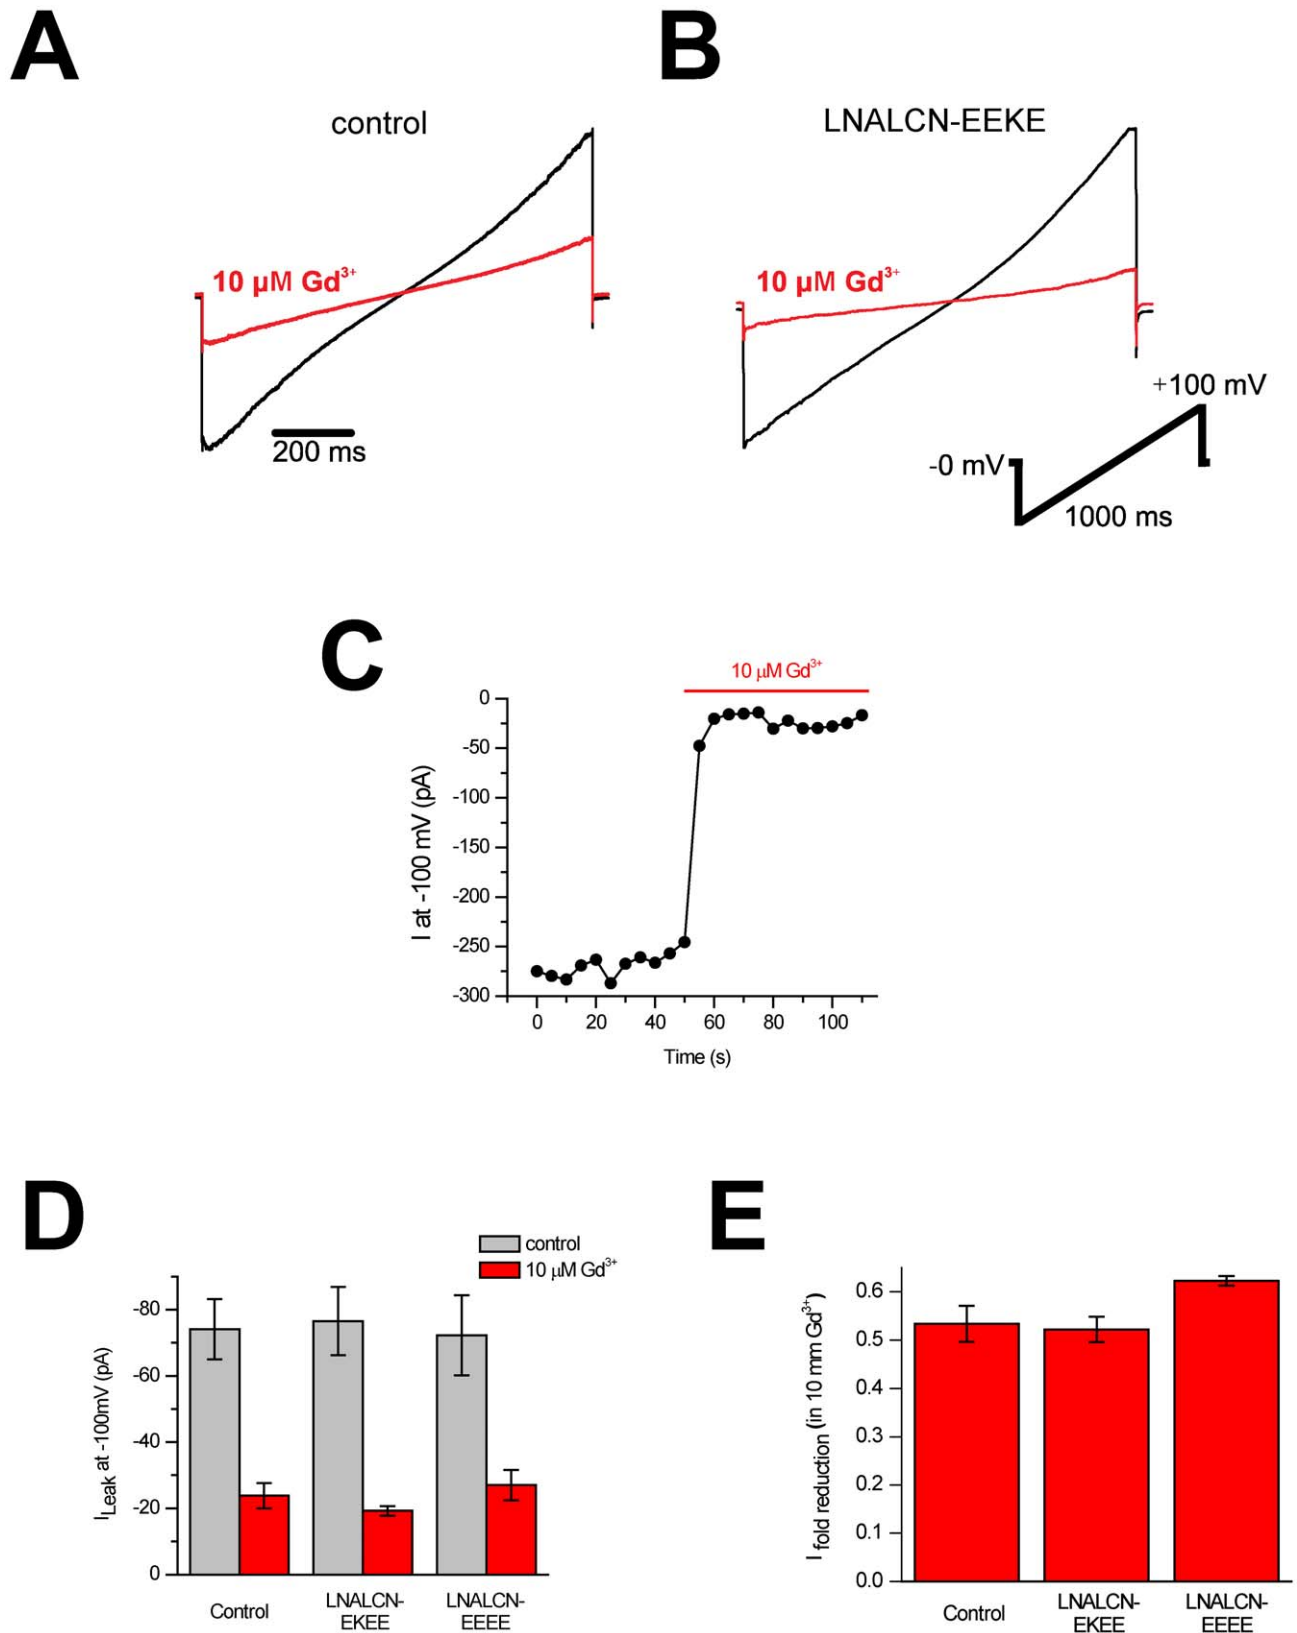 A
B
control
LNALCN-EEKE
10 µM Gd³⁺
10 µM Gd³⁺
200 ms
+100 mV
-0 mV
1000 ms
C
10 µM Gd³⁺
0
-50
-100
-150
-200
-250
-300
I at -100 mV (pA)
0 20 40 60 80 100
Time (s)
D
control
10 µM Gd³⁺
-80
-60
-40
-20
0
I Leak at -100mV (pA)
Control
LNALCN-
EKEE
LNALCN-
EEEE
E
0.6
0.5
0.4
0.3
0.2
0.1
0.0
I fold reduction (in 10 mm Gd³⁺)
Control
LNALCN-
EKEE
LNALCN-
EEEE